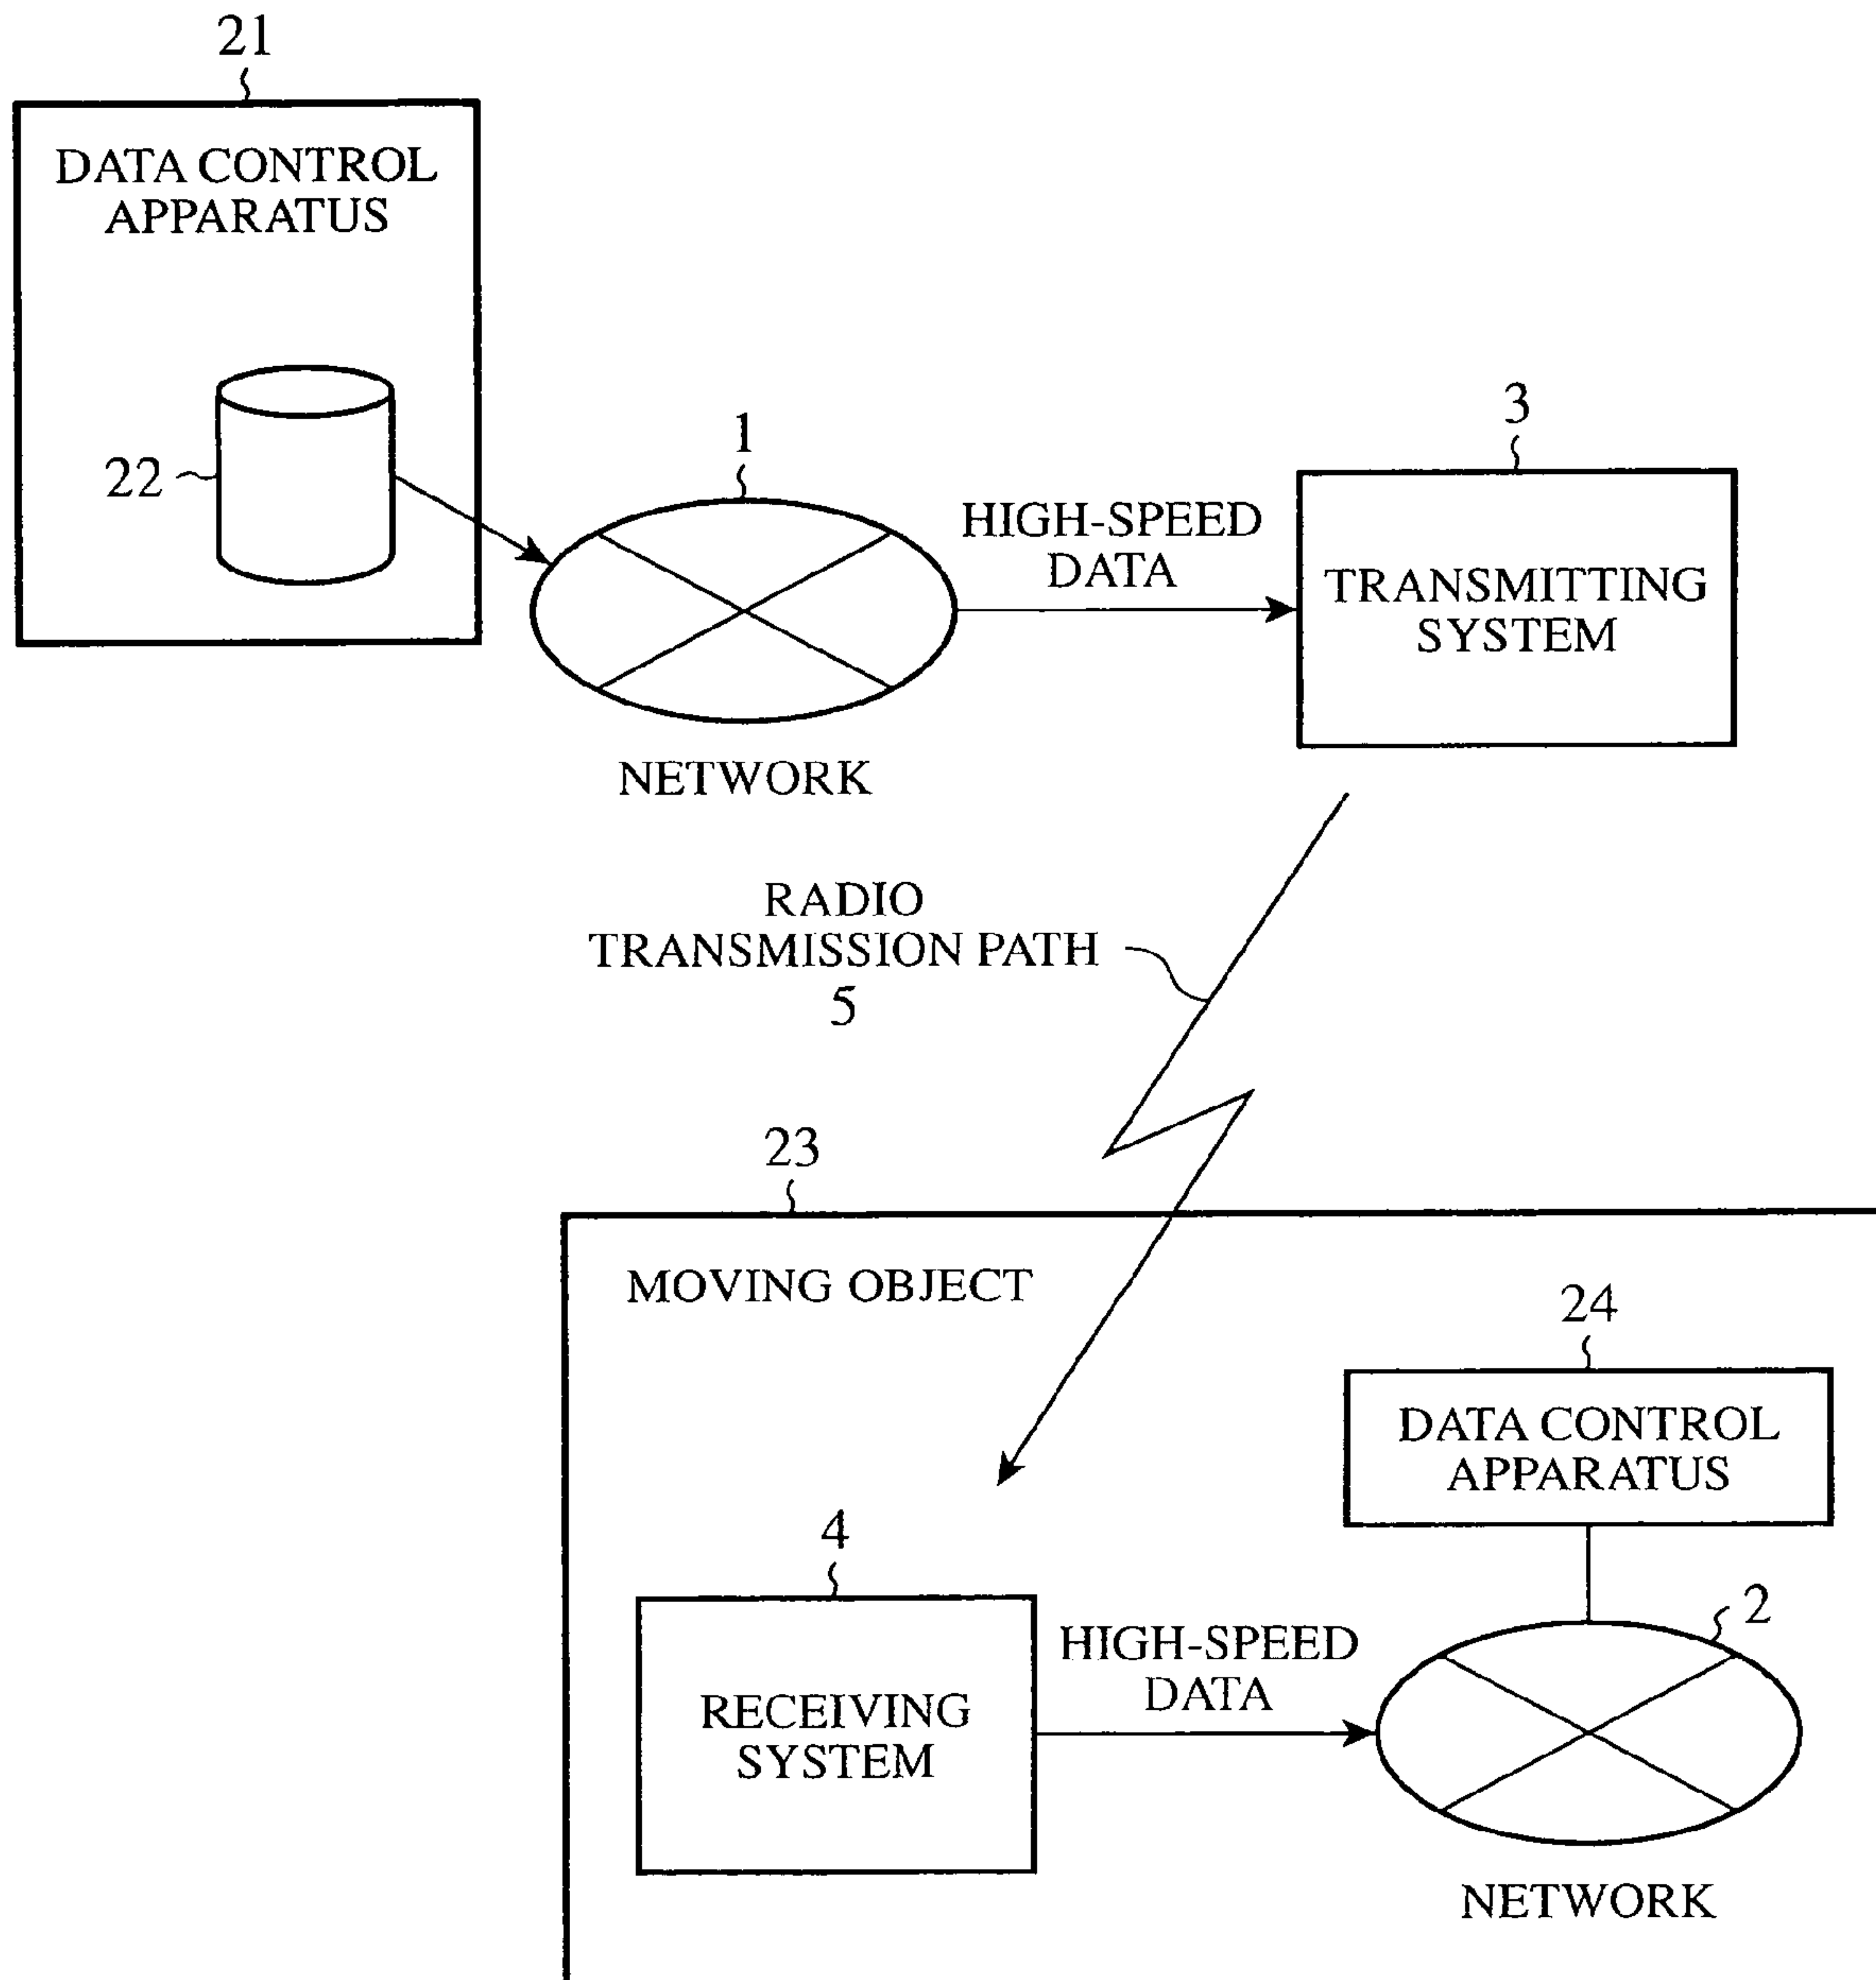 21
DATA CONTROL
APPARATUS
22
1
NETWORK
HIGH-SPEED
DATA
3
TRANSMITTING
SYSTEM
RADIO
TRANSMISSION PATH
5
23
MOVING OBJECT
24
DATA CONTROL
APPARATUS
4
RECEIVING
SYSTEM
HIGH-SPEED
DATA
2
NETWORK